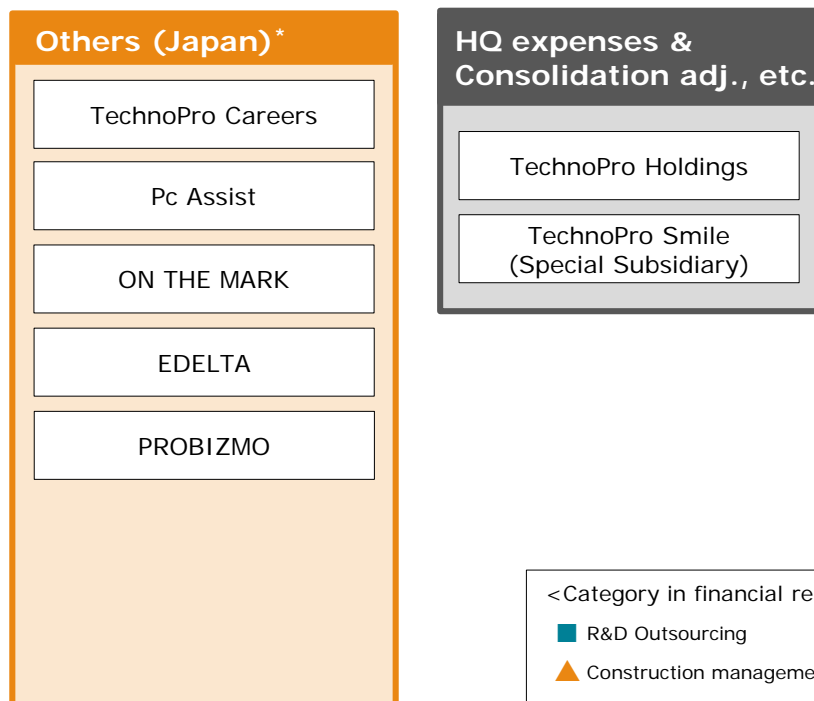 Others (Japan)*
TechnoPro Careers
Pc Assist
ON THE MARK
EDELTA
PROBIZMO
HQ expenses &
Consolidation adj., etc.
TechnoPro Holdings
TechnoPro Smile
(Special Subsidiary)
<Category in financial re
R&D Outsourcing
Construction manageme